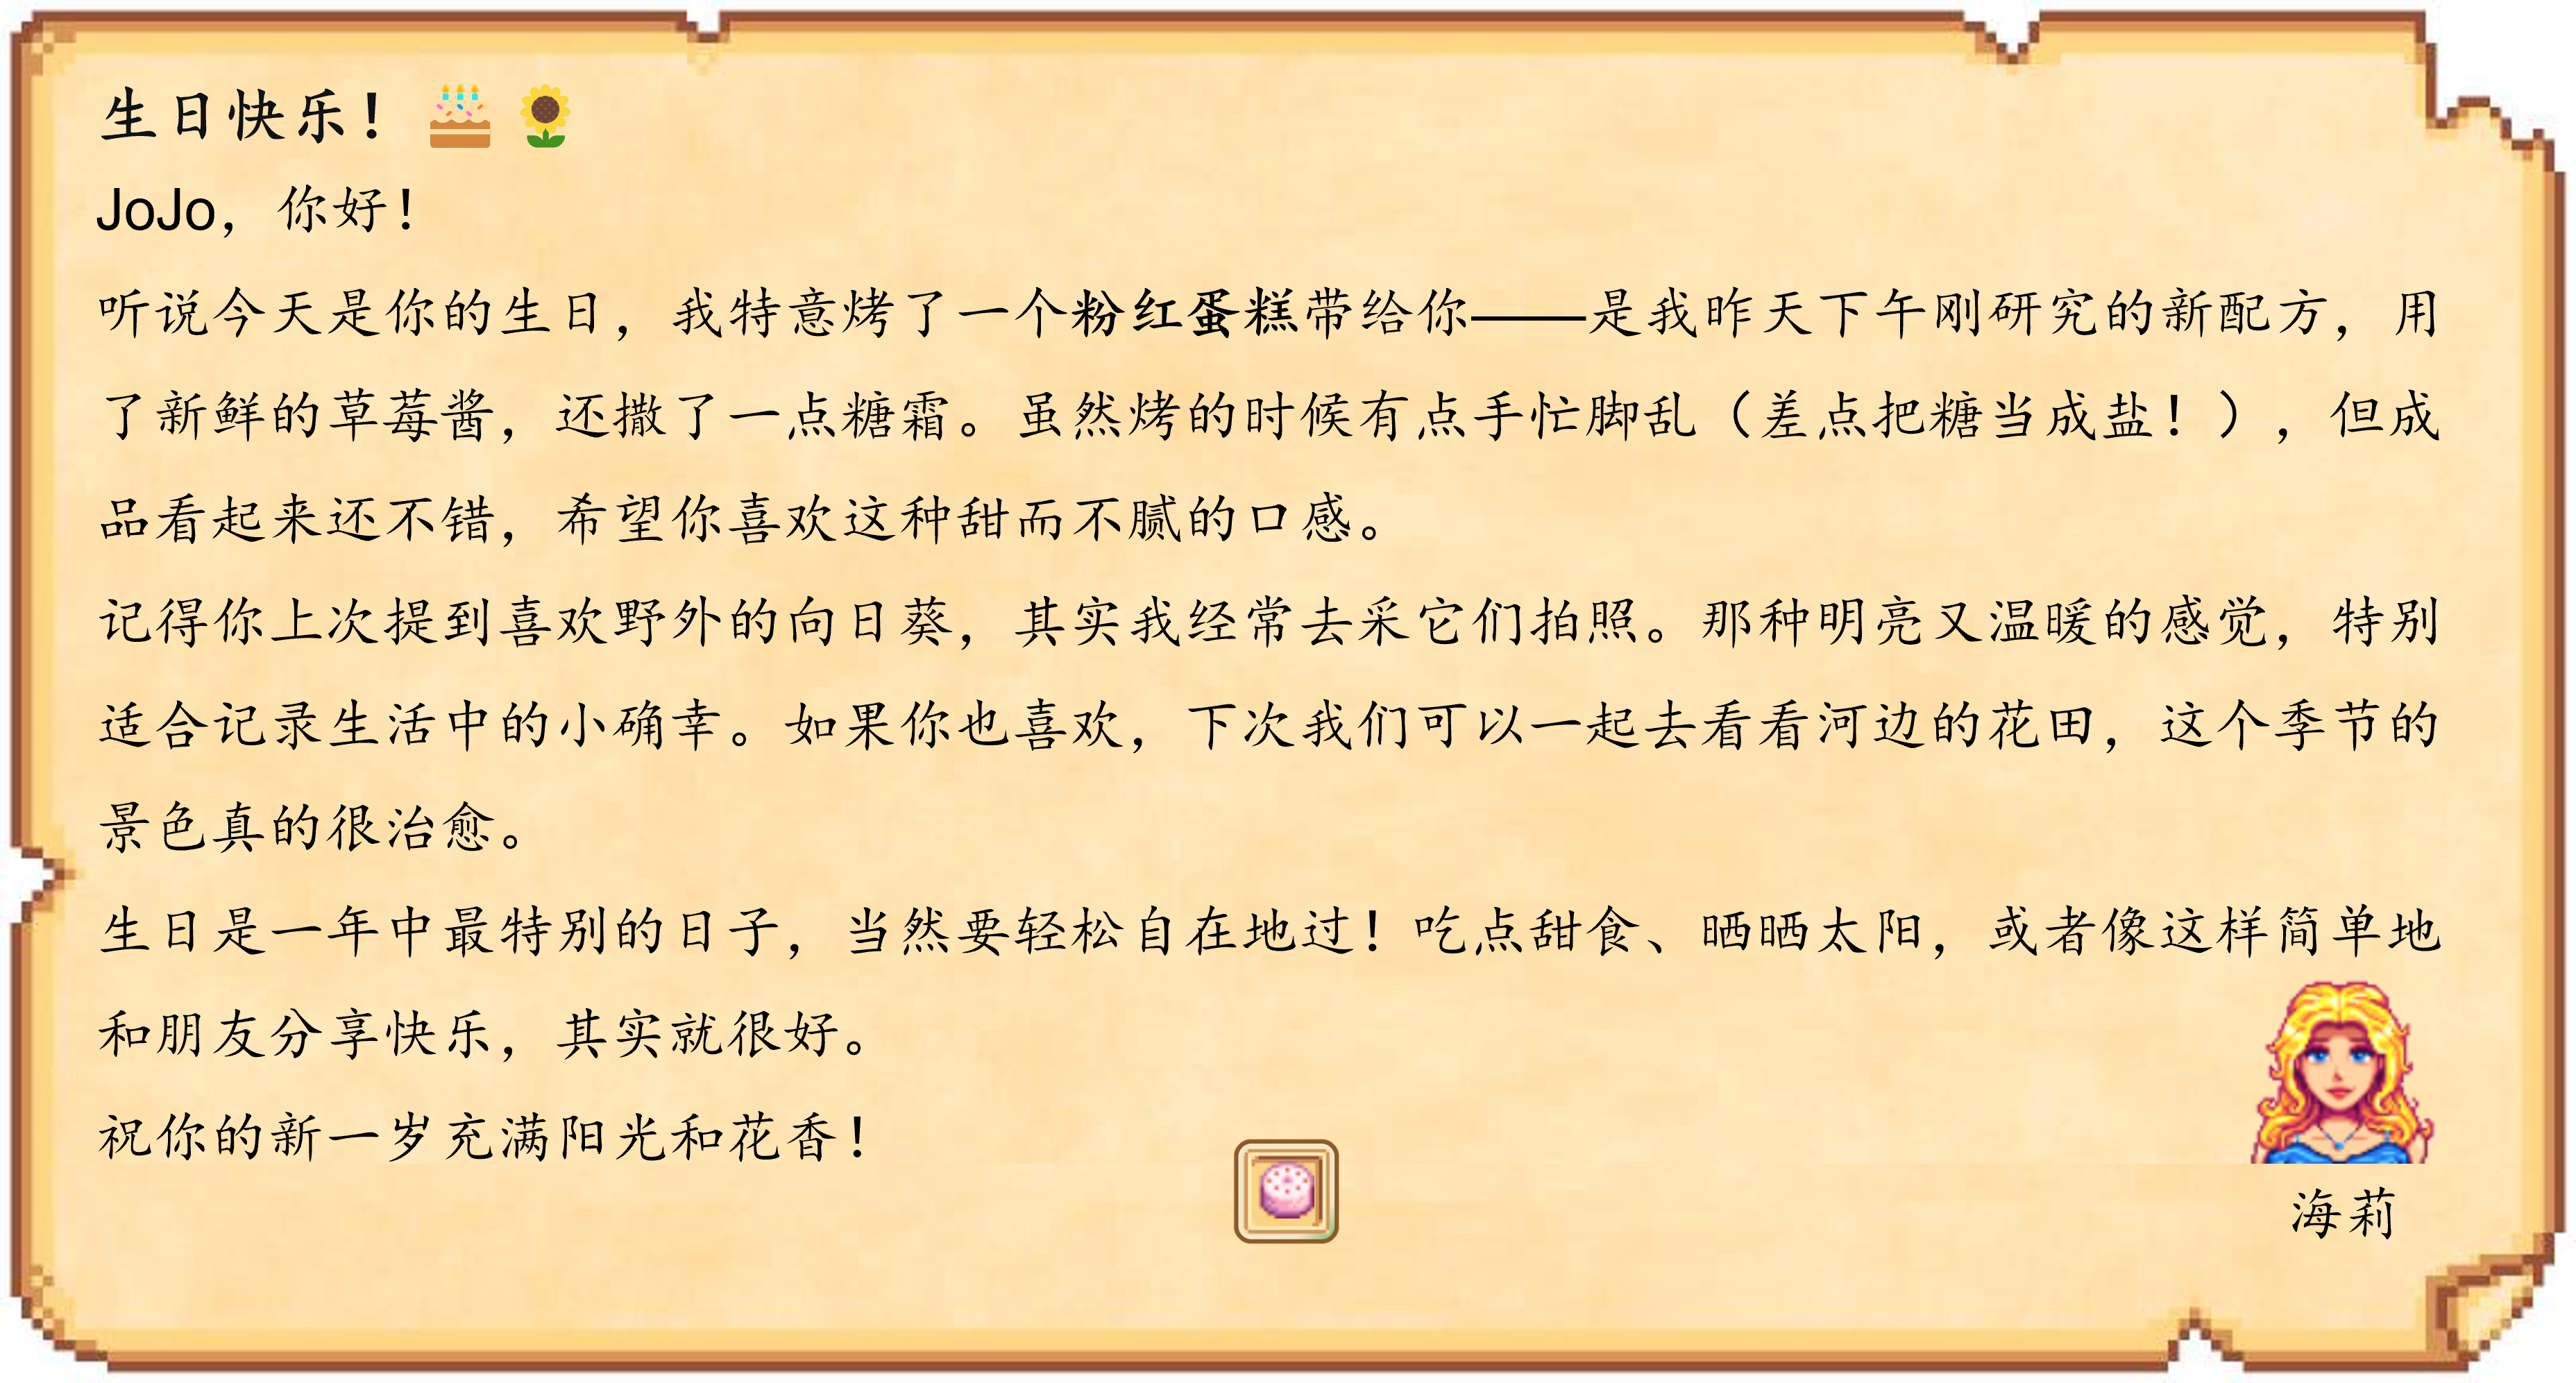 生日快乐！🎂🌻
JoJo，你好！
听说今天是你的生日，我特意烤了一个粉红蛋糕带给你——是我昨天下午刚研究的新配方，用
了新鲜的草莓酱，还撒了一点糖霜。虽然烤的时候有点手忙脚乱（差点把糖当成盐！），但成
品看起来还不错，希望你喜欢这种甜而不腻的口感。
记得你上次提到喜欢野外的向日葵，其实我经常去采它们拍照。那种明亮又温暖的感觉，特别
适合记录生活中的小确幸。如果你也喜欢，下次我们可以一起去看看河边的花田，这个季节的
景色真的很治愈。
生日是一年中最特别的日子，当然要轻松自在地过！吃点甜食、晒晒太阳，或者像这样简单地
和朋友分享快乐，其实就很好。
祝你的新一岁充满阳光和花香！
海莉